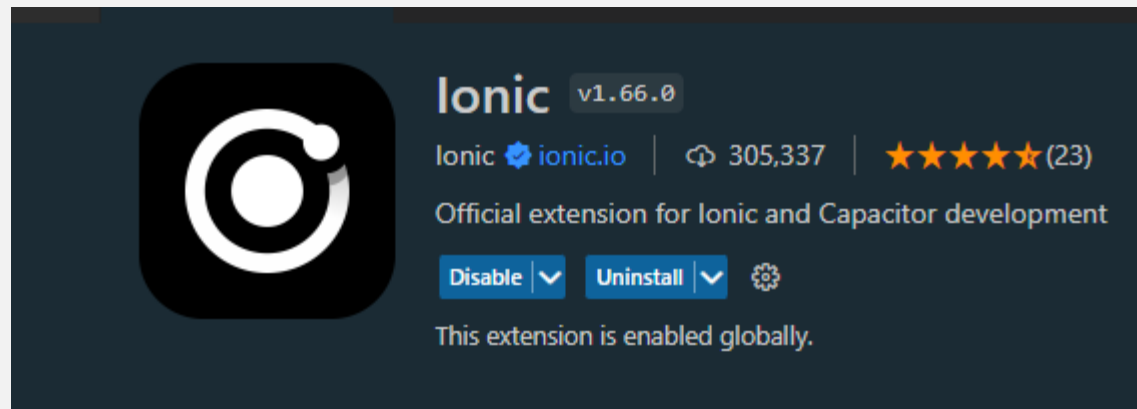 Ionic v1.66.0
Ionic ionic.io 305,337 (23)
Official extension for Ionic and Capacitor development
Disable Uninstall
This extension is enabled globally.